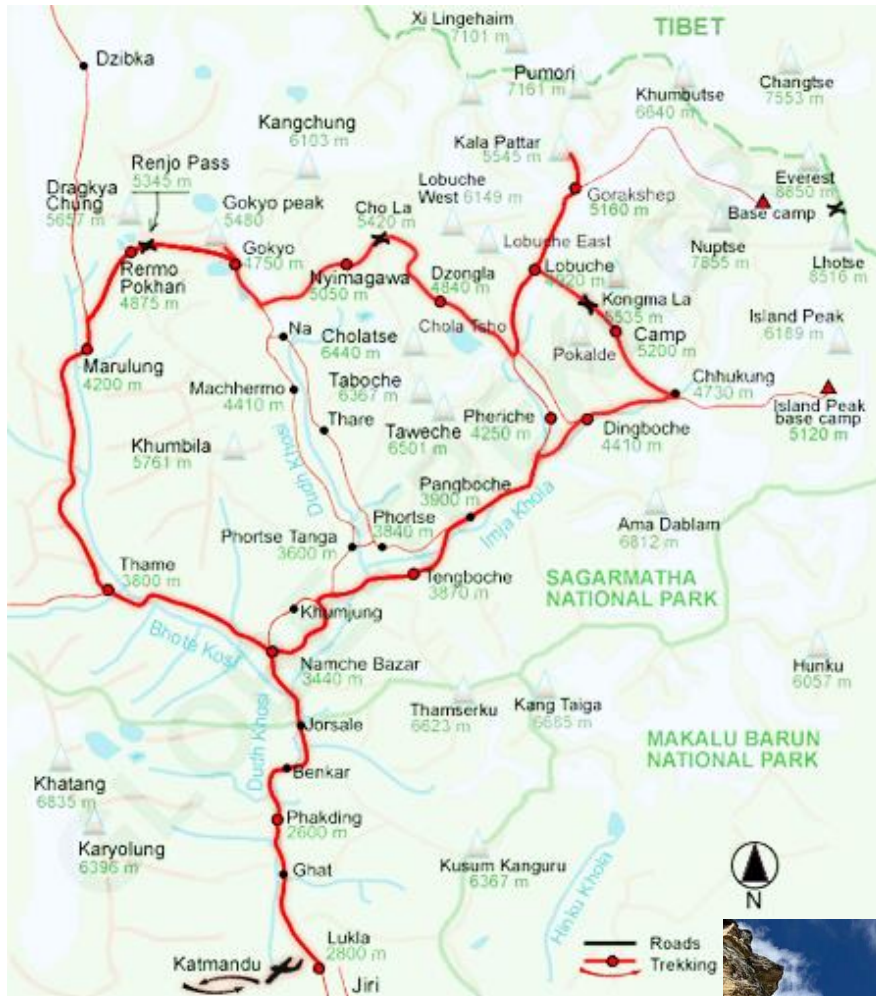 Xi Lingehaim
7101 m
TIBET
Dzibka
Pumori
7161 m
Khumbutse
6640 m
Changtse
7553 m
Kangchung
6103 m
Kala Pattar
5545 m
Renjo Pass
5345 m
Dragkya
Chung
5657 m
Gokyo peak
5480
Lobuche
West 6149 m
Everest
8850 m
Cho La
5420 m
Gorakshep
5160 m
Base camp
Gokyo
4750 m
Rermo
Pokhari
4875 m
Nyimagawa
5050 m
Dzongla
4840 m
Lobuche East
Lobuche
4920 m
Nuptse
7855 m
Lhotse
8516 m
Kongma La
5535 m
Chola Tsho
Na
Cholatse
6440 m
Camp
5200 m
Island Peak
6189 m
Pokalde
Marulung
4200 m
Machhermo
4410 m
Taboche
6367 m
Chhukung
4730 m
Island Peak
base camp
5120 m
Thare
Taweche
6501 m
Pheriche
4250 m
Dingboche
4410 m
Khumbila
5761 m
Dudh Khosi
Pangboche
3900 m
Imja Khola
Ama Dablam
6812 m
Phortse Tanga
3600 m
Phortse
3840 m
Thame
3800 m
Tengboche
3870 m
SAGARMATHA
NATIONAL PARK
Khumjung
Bhote Kosi
Namche Bazar
3440 m
Hunku
6057 m
Thamserku
6623 m
Kang Taiga
6685 m
Dudh Khosi
Jorsale
MAKALU BARUN
NATIONAL PARK
Benkar
Khatang
6835 m
Phakding
2600 m
Karyolung
6396 m
Kusum Kanguru
6367 m
Ghat
Hinku Khola
N
Lukla
2800 m
Katmandu
Jiri
Roads
Trekking